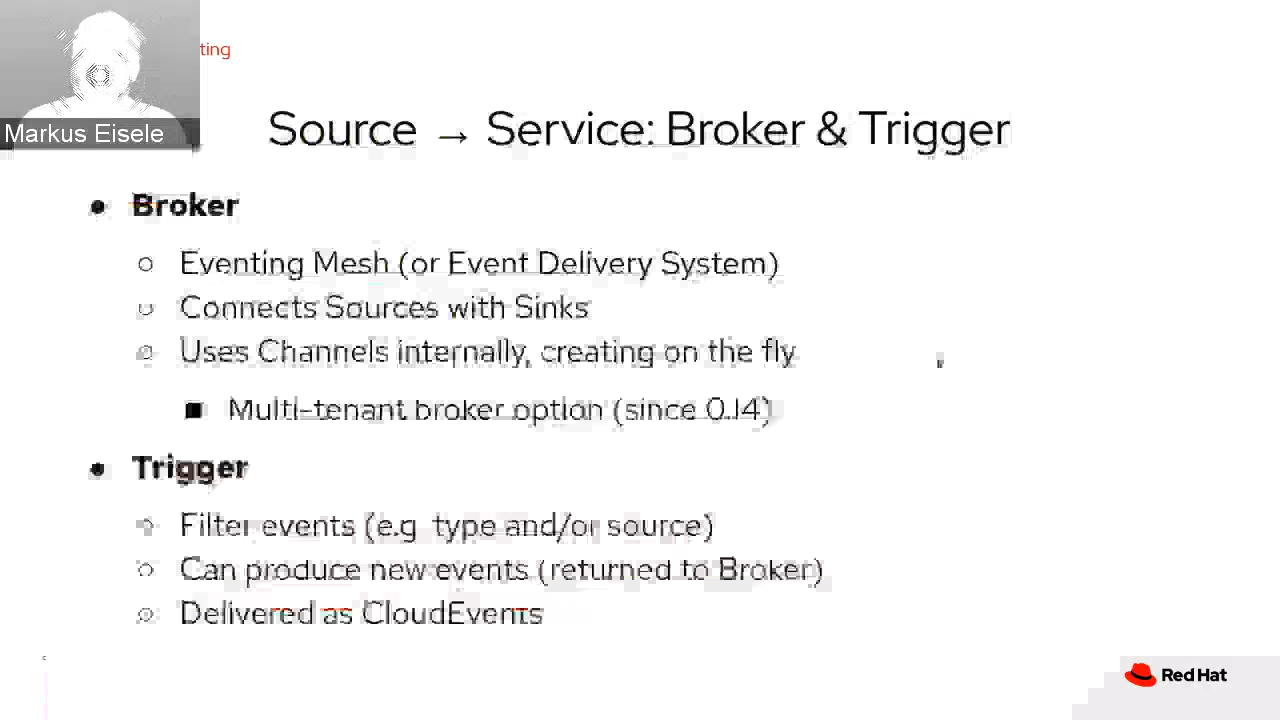 ting
Markus Eisele
Source → Service: Broker & Trigger
● Broker
○ Eventing Mesh (or Event Delivery System)
○ Connects Sources with Sinks
○ Uses Channels internally, creating on the fly
■ Multi-tenant broker option (since 0.14)
● Trigger
○ Filter events (e.g type and/or source)
○ Can produce new events (returned to Broker)
○ Delivered as CloudEvents
Red Hat